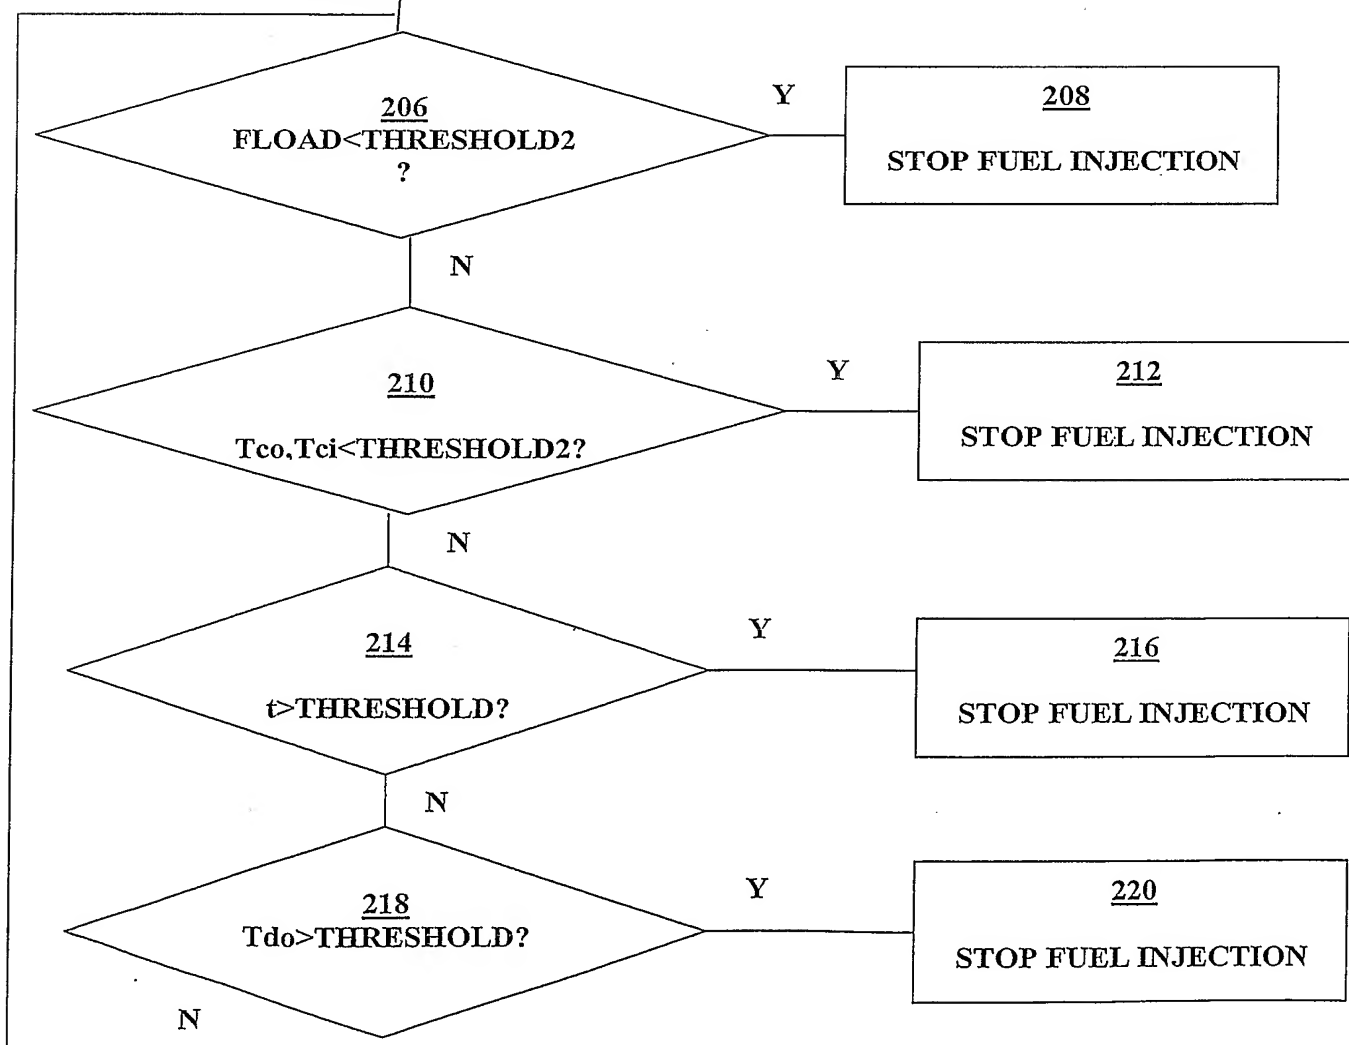 206
FLOAD<THRESHOLD2
?
Y
208
STOP FUEL INJECTION
N
210
Tco,Tci<THRESHOLD2?
Y
212
STOP FUEL INJECTION
N
214
t>THRESHOLD?
Y
216
STOP FUEL INJECTION
N
218
Tdo>THRESHOLD?
Y
220
STOP FUEL INJECTION
N